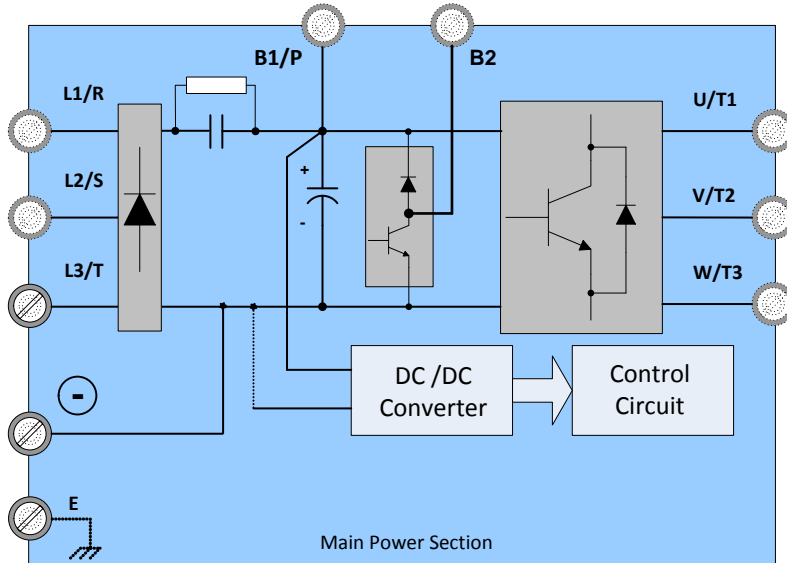 B1/P
B2
L1/R
U/T1
L2/S
V/T2
L3/T
W/T3
+
-
-
DC /DC
Converter
Control
Circuit
E
Main Power Section